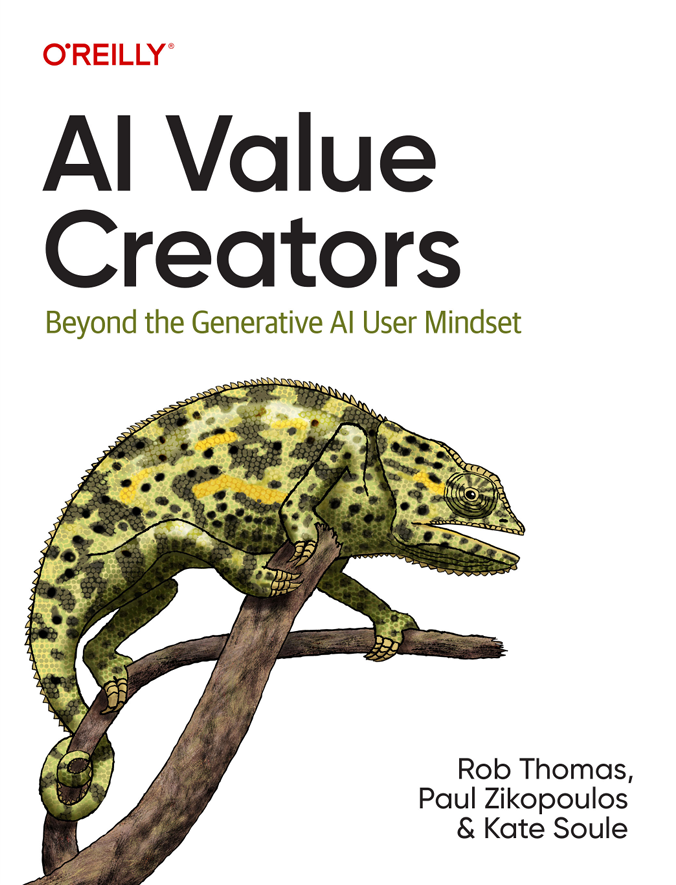 O'REILLY®
AI Value
Creators
Beyond the Generative AI User Mindset
Rob Thomas,
Paul Zikopoulos
& Kate Soule